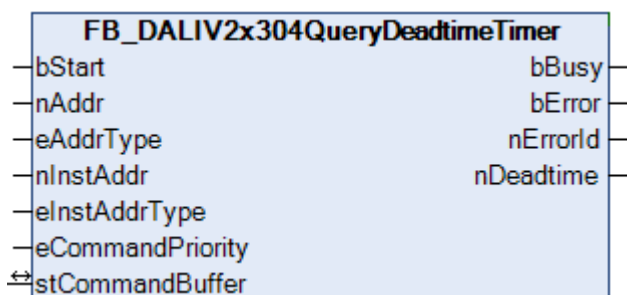 FB_DALIV2x304QueryDeadtimeTimer
bStart bBusy
nAddr bError
eAddrType nErrorId
nInstAddr nDeadtime
eInstAddrType
eCommandPriority
stCommandBuffer